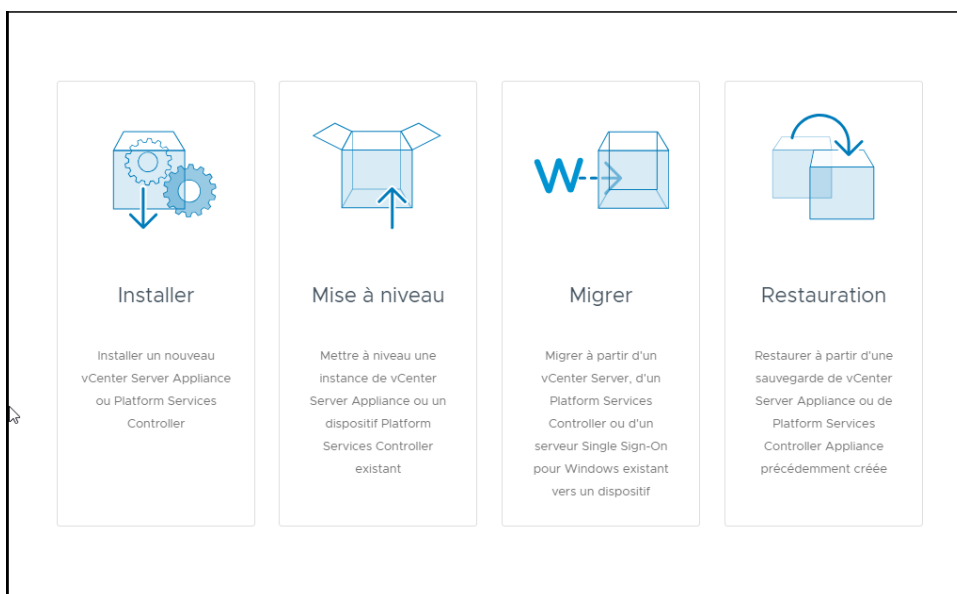 W
Installer
Mise à niveau
Migrer
Restauration
Installer un nouveau
vCenter Server Appliance
ou Platform Services
Controller
Mettre à niveau une
instance de vCenter
Server Appliance ou un
dispositif Platform
Services Controller
existant
Migrer à partir d'un
vCenter Server, d'un
Platform Services
Controller ou d'un
serveur Single Sign-On
pour Windows existant
vers un dispositif
Restaurer à partir d'une
sauvegarde de vCenter
Server Appliance ou de
Platform Services
Controller Appliance
précédemment créée